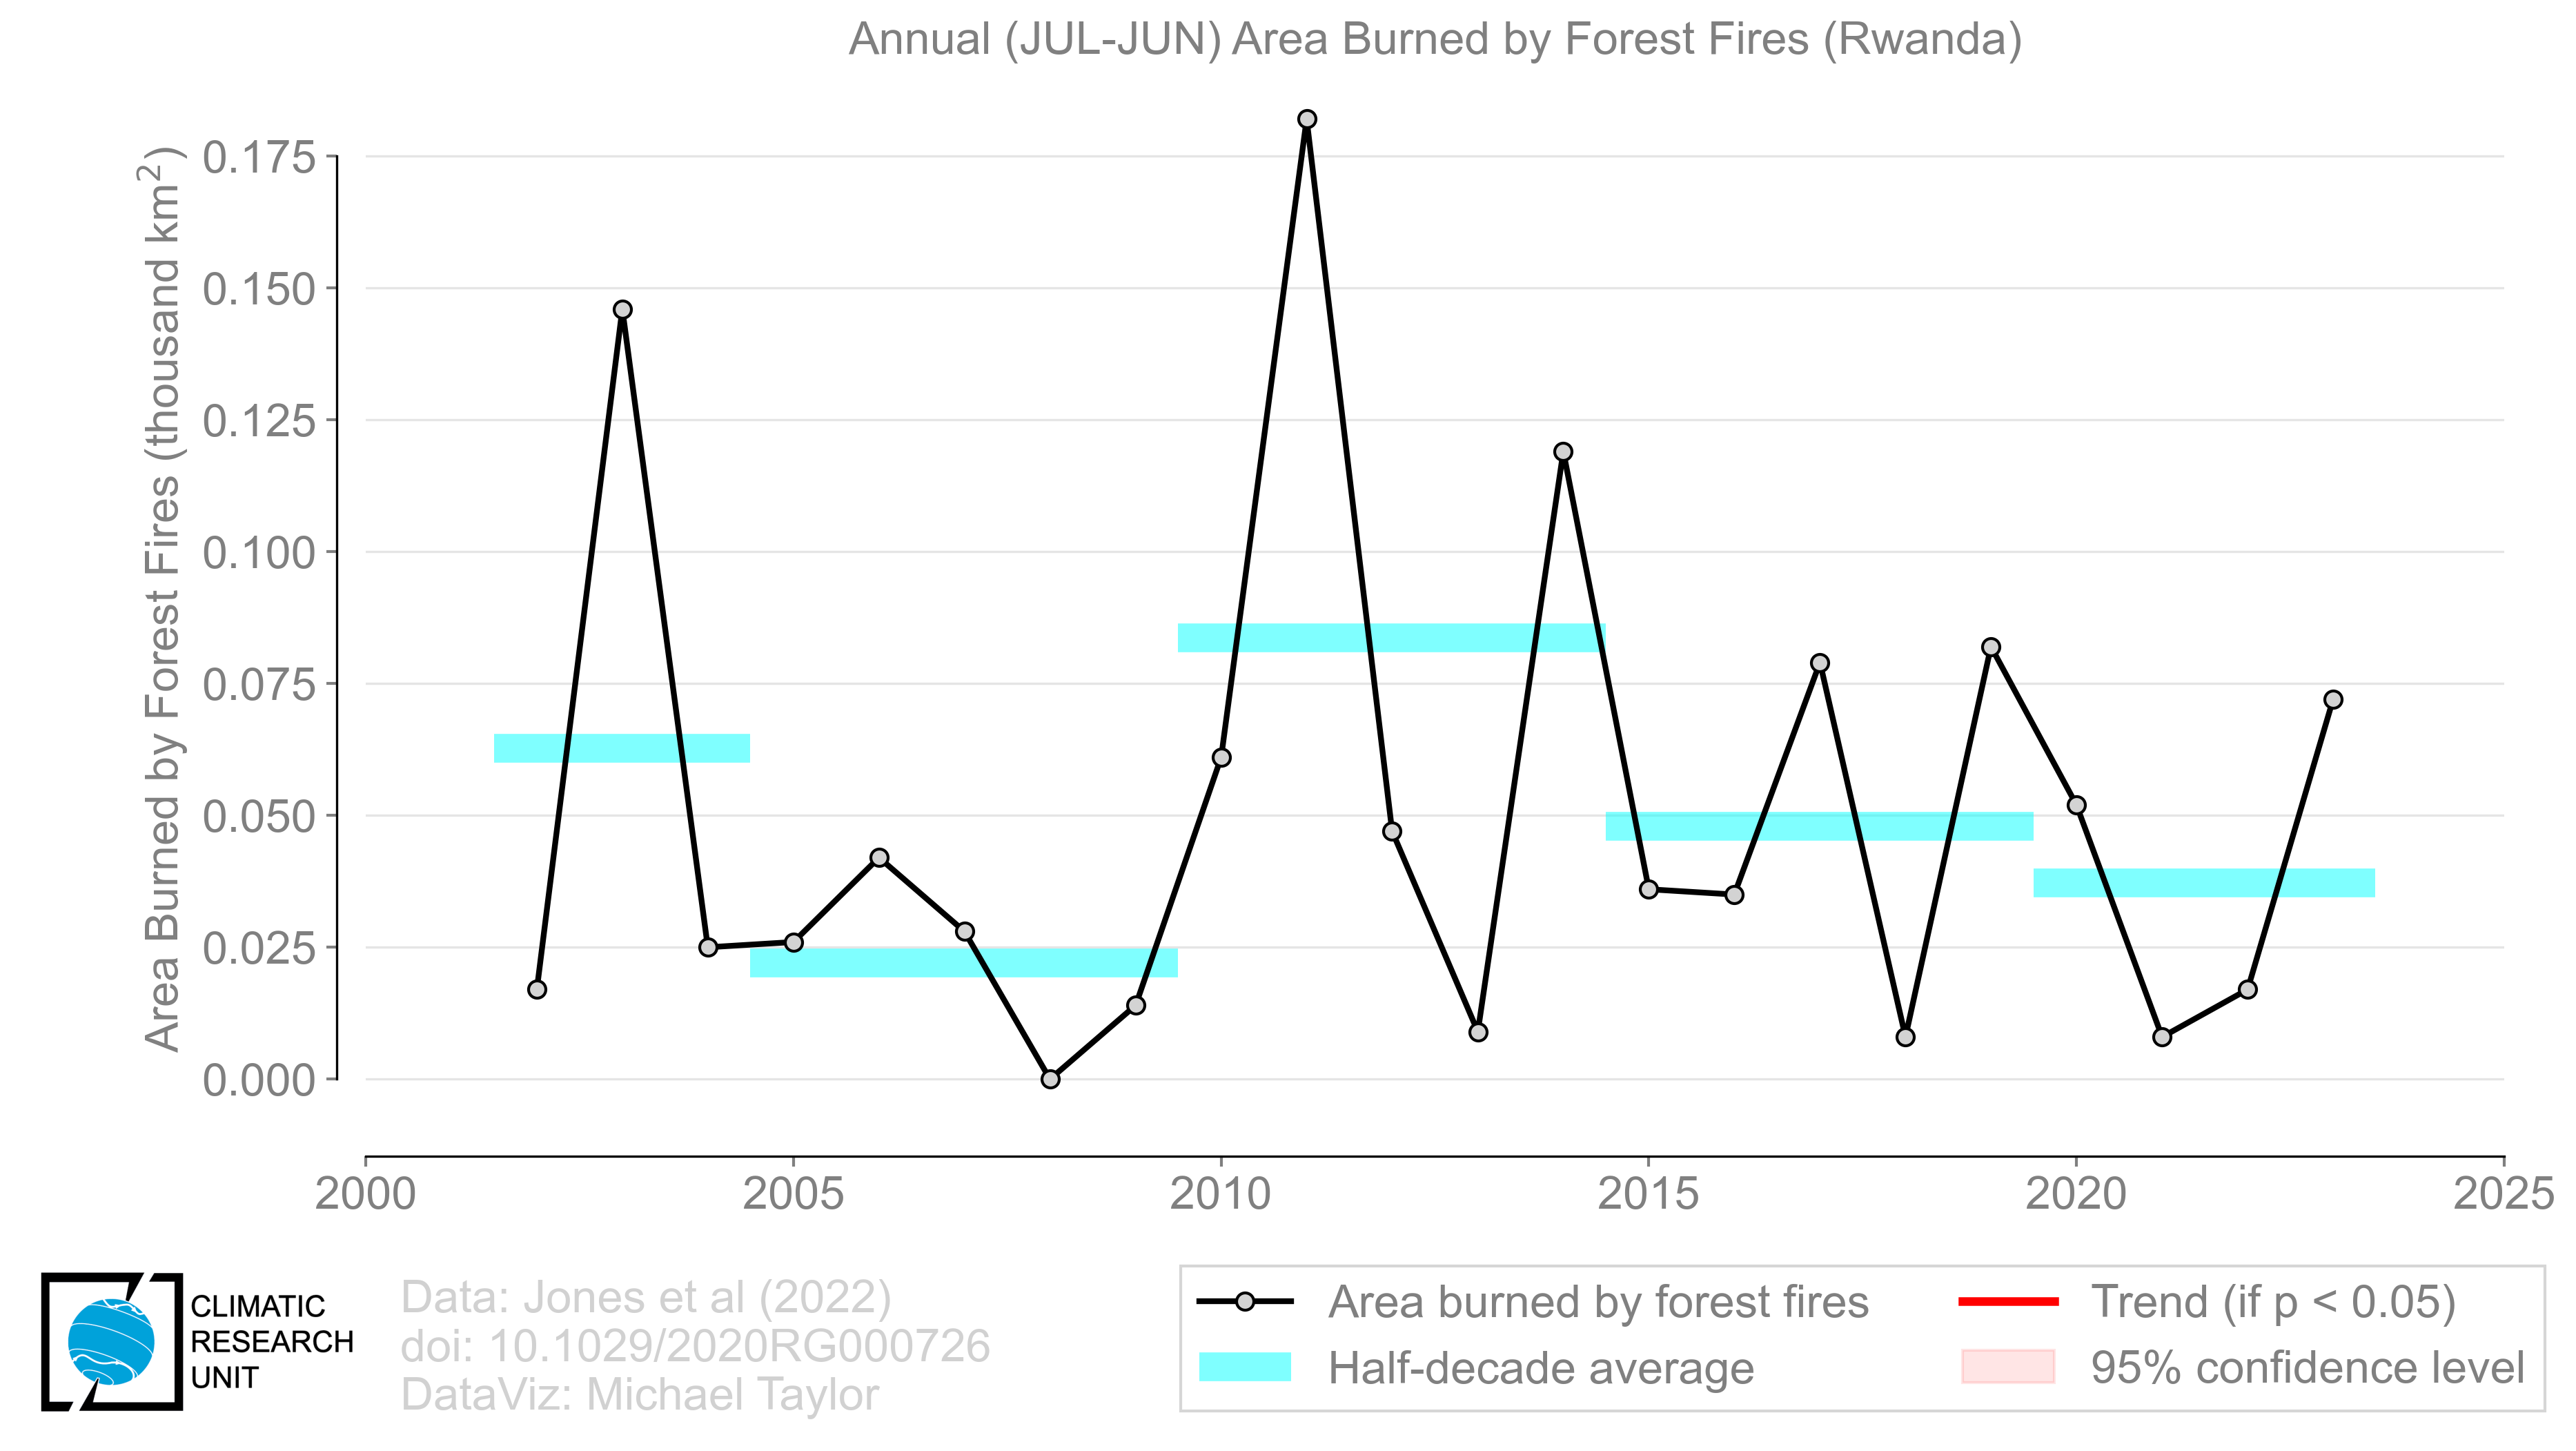 Annual (JUL-JUN) Area Burned by Forest Fires (Rwanda)
Area Burned by Forest Fires (thousand km²)
0.175
0.150
0.125
0.100
0.075
0.050
0.025
0.000
2000 2005 2010 2015 2020 2025
CLIMATIC
RESEARCH
UNIT
Data: Jones et al (2022)
doi: 10.1029/2020RG000726
DataViz: Michael Taylor
Area burned by forest fires
Half-decade average
Trend (if p < 0.05)
95% confidence level